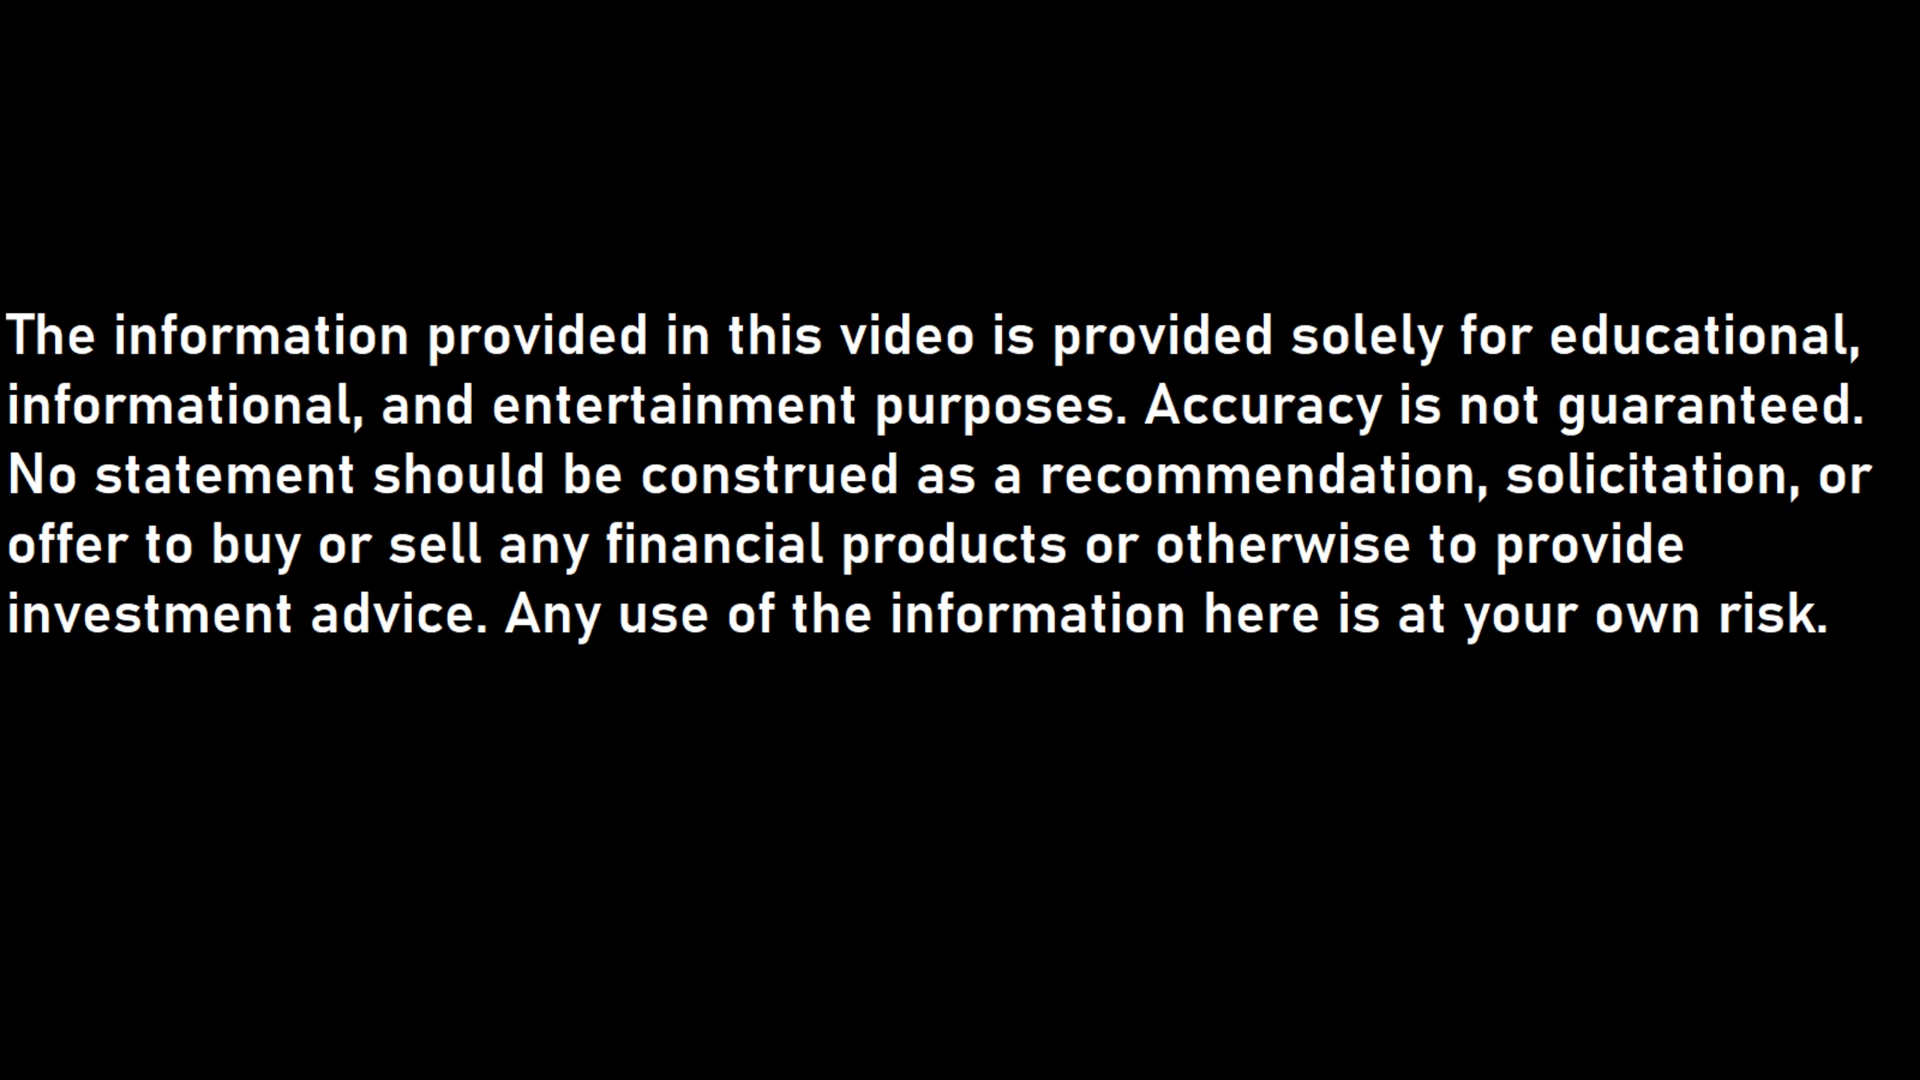 The information provided in this video is provided solely for educational,
informational, and entertainment purposes. Accuracy is not guaranteed.
No statement should be construed as a recommendation, solicitation, or
offer to buy or sell any financial products or otherwise to provide
investment advice. Any use of the information here is at your own risk.